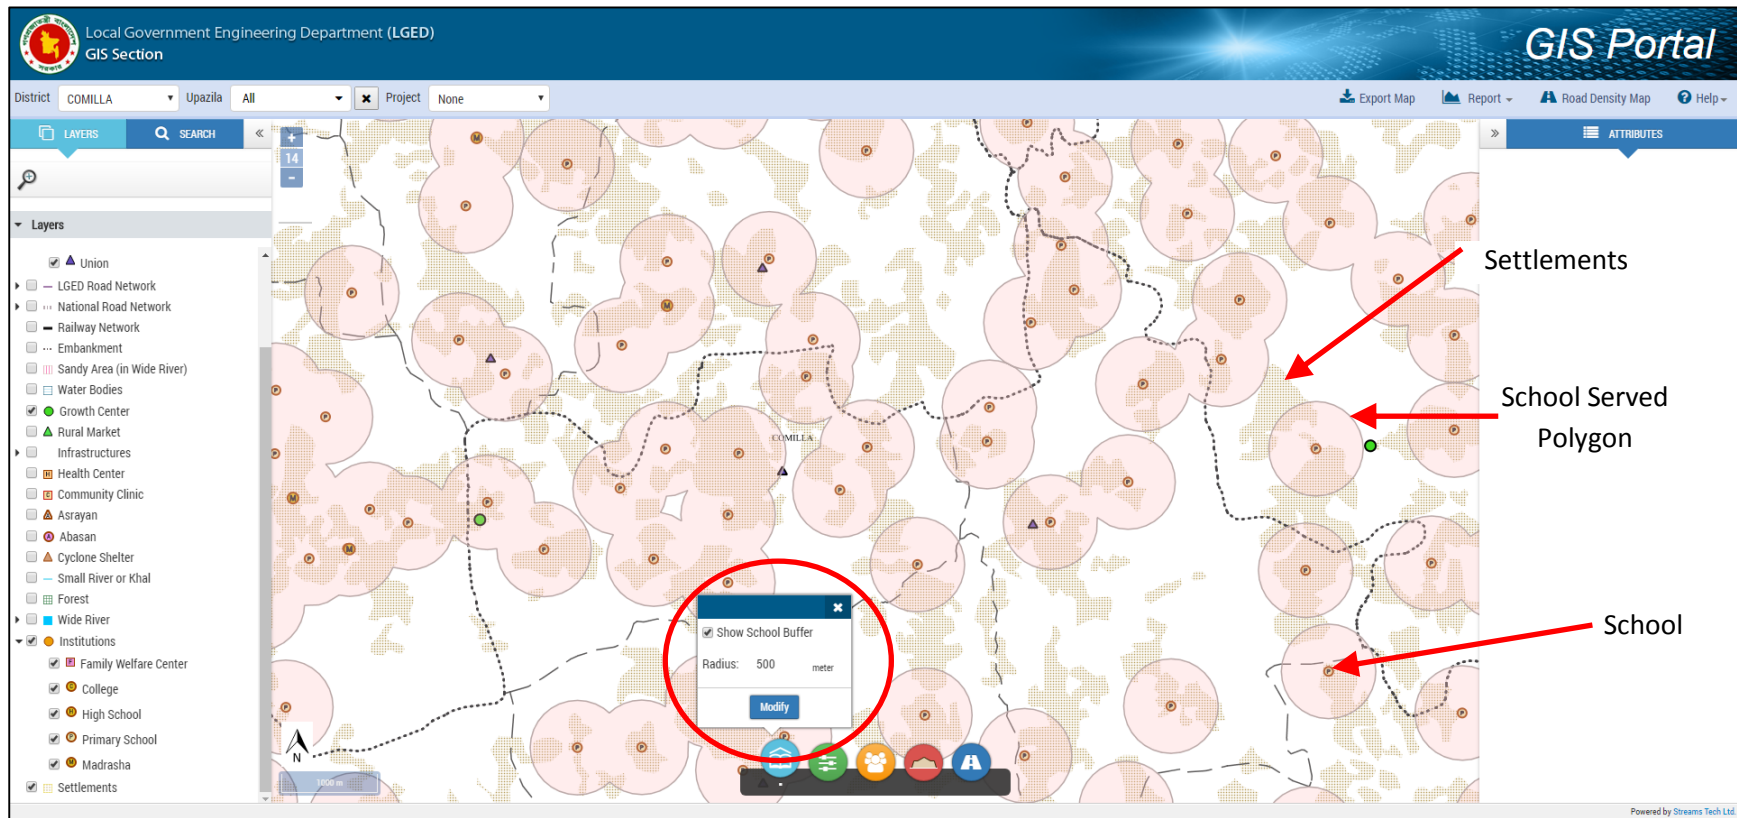 Local Government Engineering Department (LGED)
GIS Section
GIS Portal
District COMILLA Upazila All Project None
Export Map Report Road Density Map Help
LAYERS SEARCH
ATTRIBUTES
+
14
-
Layers
Union
LGED Road Network
National Road Network
Railway Network
Embankment
Sandy Area (in Wide River)
Water Bodies
Growth Center
Rural Market
Infrastructures
Health Center
Community Clinic
Asrayan
Abasan
Cyclone Shelter
Small River or Khal
Forest
Wide River
Institutions
Family Welfare Center
College
High School
Primary School
Madrasha
Settlements
COMILLA
Show School Buffer
Radius: 500 meter
Modify
N
1000 m
Settlements
School Served
Polygon
School
Powered by Streams Tech Ltd.